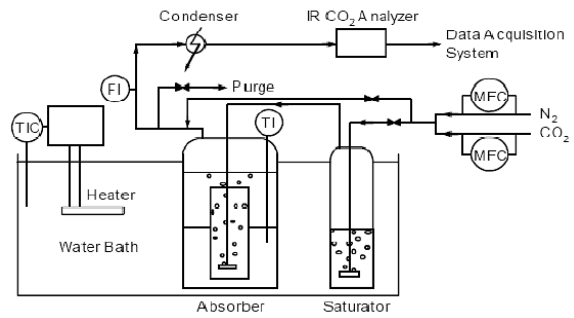 Condenser
IR CO2 Analyzer
Data Acquisition
System
FI
Purge
MFC
N2
CO2
MFC
TIC
TI
Heater
Water Bath
Absorber
Saturator